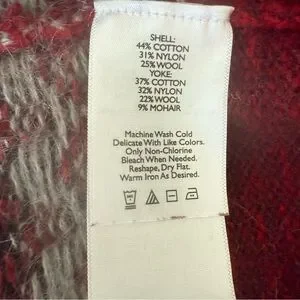 SHELL:
44% COTTON
31% NYLON
25% WOOL
YOKE:
37% COTTON
32% NYLON
22% WOOL
9% MOHAIR
Machine Wash Cold
Delicate With Like Colors.
Only Non-Chlorine
Bleach When Needed.
Reshape, Dry Flat.
Warm Iron As Desired.